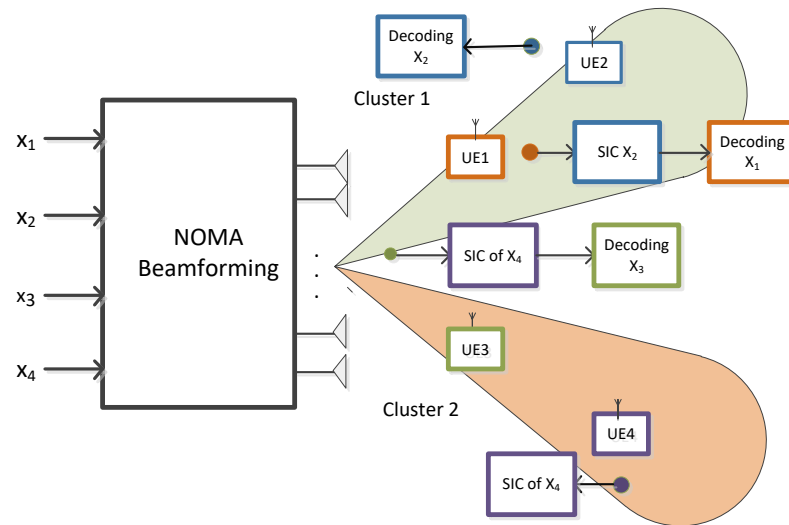 Decoding
X₂
UE2
Cluster 1
x₁
UE1
SIC X₂
Decoding
X₁
x₂
NOMA
Beamforming
SIC of X₄
Decoding
X₃
x₃
UE3
x₄
Cluster 2
UE4
SIC of X₄